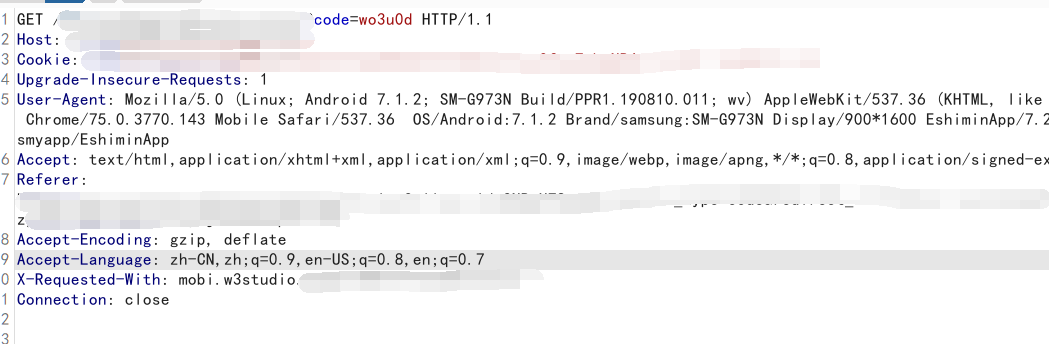 1 GET / code=wo3u0d HTTP/1.1
2 Host:
3 Cookie:
4 Upgrade-Insecure-Requests: 1
5 User-Agent: Mozilla/5.0 (Linux; Android 7.1.2; SM-G973N Build/PPR1.190810.011; wv) AppleWebKit/537.36 (KHTML, like
Chrome/75.0.3770.143 Mobile Safari/537.36 OS/Android:7.1.2 Brand/samsung:SM-G973N Display/900*1600 EshiminApp/7.2
smyapp/EshiminApp
6 Accept: text/html,application/xhtml+xml,application/xml;q=0.9,image/webp,image/apng,*/*;q=0.8,application/signed-ex
7 Referer:
z
8 Accept-Encoding: gzip, deflate
9 Accept-Language: zh-CN,zh;q=0.9,en-US;q=0.8,en;q=0.7
0 X-Requested-With: mobi.w3studio.
1 Connection: close
2
3